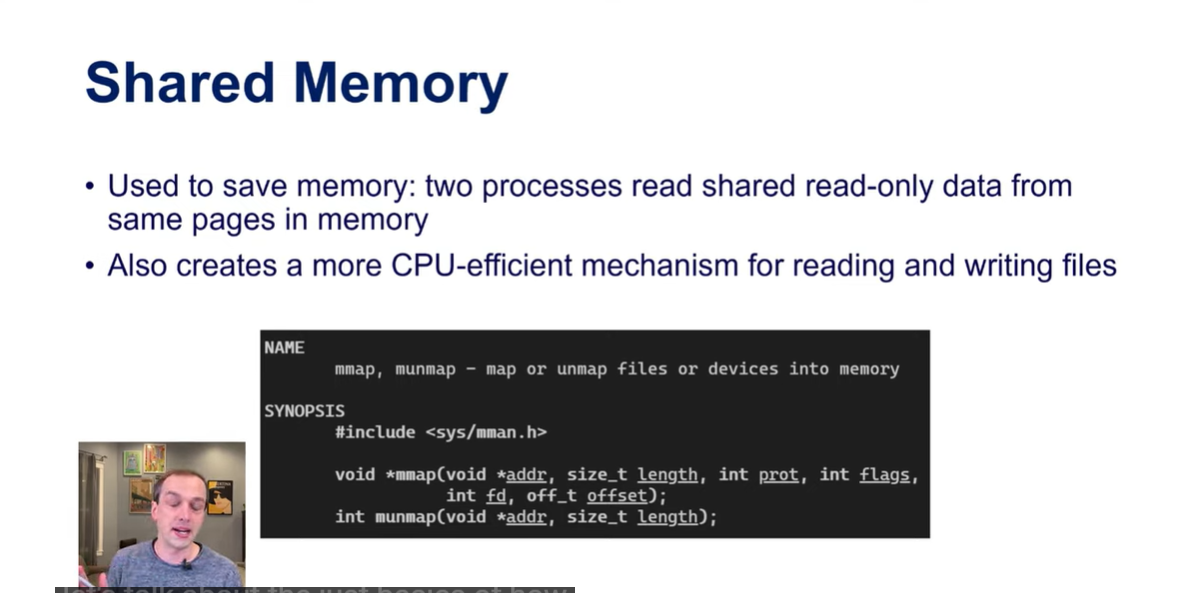 Shared Memory
• Used to save memory: two processes read shared read-only data from
same pages in memory
• Also creates a more CPU-efficient mechanism for reading and writing files
NAME
mmap, munmap - map or unmap files or devices into memory
SYNOPSIS
#include <sys/mman.h>
void *mmap(void *addr, size_t length, int prot, int flags,
int fd, off_t offset);
int munmap(void *addr, size_t length);